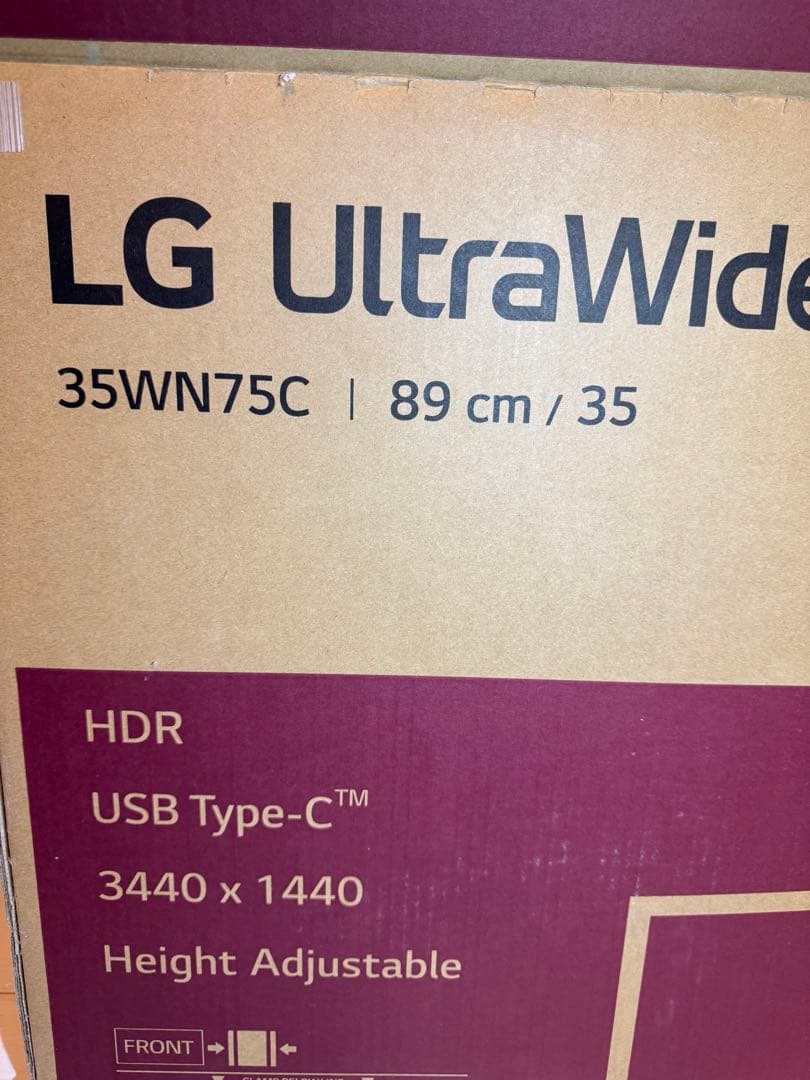 LG UltraWide
35WN75C | 89 cm / 35
HDR
USB Type-C™
3440 x 1440
Height Adjustable
FRONT